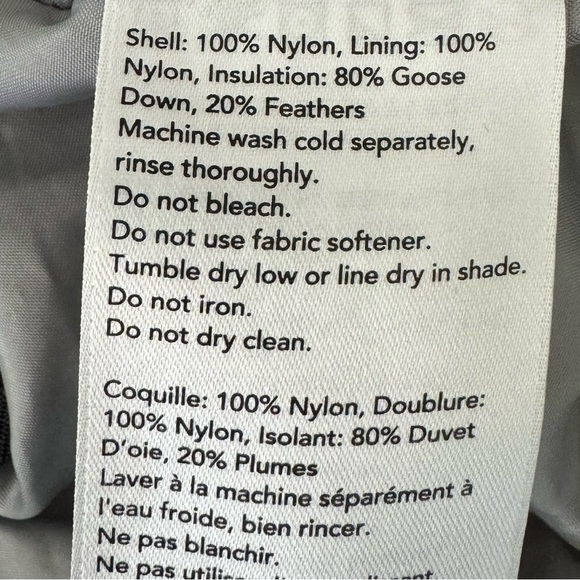 Shell: 100% Nylon, Lining: 100%
Nylon, Insulation: 80% Goose
Down, 20% Feathers
Machine wash cold separately,
rinse thoroughly.
Do not bleach.
Do not use fabric softener.
Tumble dry low or line dry in shade.
Do not iron.
Do not dry clean.
Coquille: 100% Nylon, Doublure:
100% Nylon, Isolant: 80% Duvet
D'oie, 20% Plumes
Laver à la machine séparément à
l'eau froide, bien rincer.
Ne pas blanchir.
Ne pas